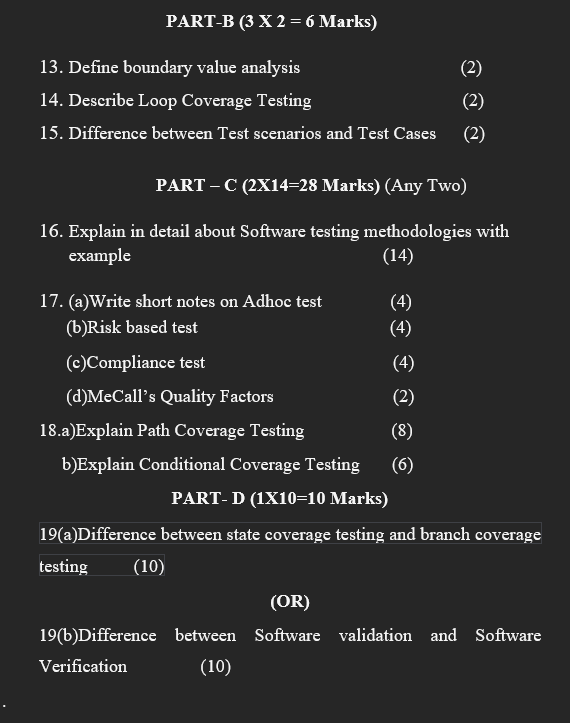 PART-B (3 X 2 = 6 Marks)
13. Define boundary value analysis (2)
14. Describe Loop Coverage Testing (2)
15. Difference between Test scenarios and Test Cases (2)
PART – C (2X14=28 Marks) (Any Two)
16. Explain in detail about Software testing methodologies with
example (14)
17. (a)Write short notes on Adhoc test (4)
(b)Risk based test (4)
(c)Compliance test (4)
(d)MeCall’s Quality Factors (2)
18.a)Explain Path Coverage Testing (8)
b)Explain Conditional Coverage Testing (6)
PART- D (1X10=10 Marks)
19(a)Difference between state coverage testing and branch coverage
testing (10)
(OR)
19(b)Difference between Software validation and Software
Verification (10)
.